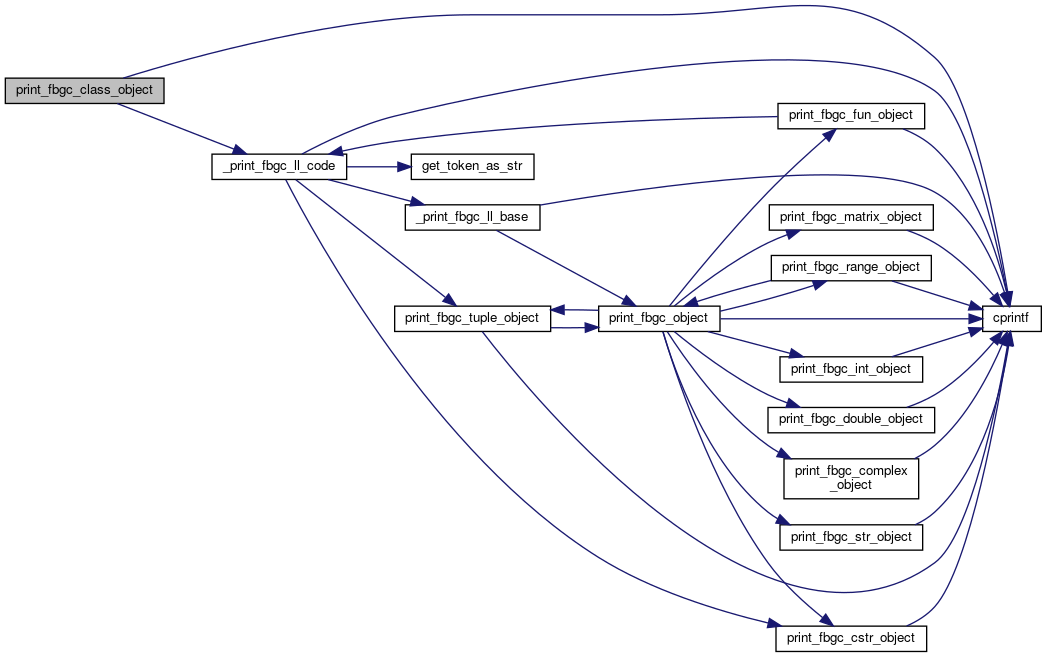 print_fbgc_class_object
print_fbgc_fun_object
_print_fbgc_ll_code
get_token_as_str
_print_fbgc_ll_base
print_fbgc_matrix_object
print_fbgc_range_object
print_fbgc_tuple_object
print_fbgc_object
cprintf
print_fbgc_int_object
print_fbgc_double_object
print_fbgc_complex
_object
print_fbgc_str_object
print_fbgc_cstr_object